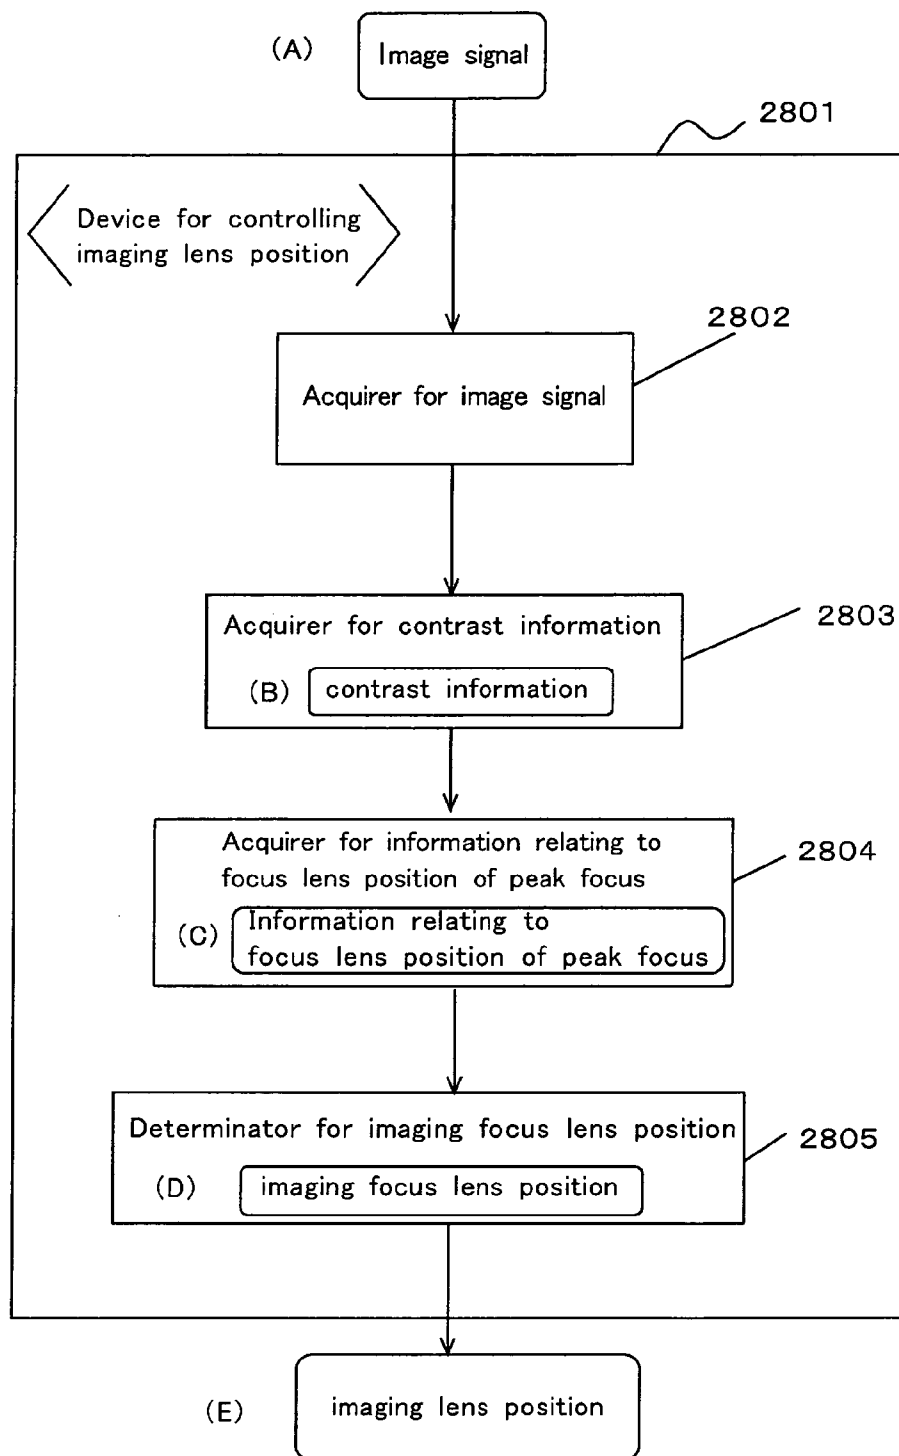 (A)
Image signal
2801
Device for controlling
imaging lens position
2802
Acquirer for image signal
2803
Acquirer for contrast information
(B)
contrast information
2804
Acquirer for information relating to
focus lens position of peak focus
(C)
Information relating to
focus lens position of peak focus
2805
Determinator for imaging focus lens position
(D)
imaging focus lens position
(E)
imaging lens position